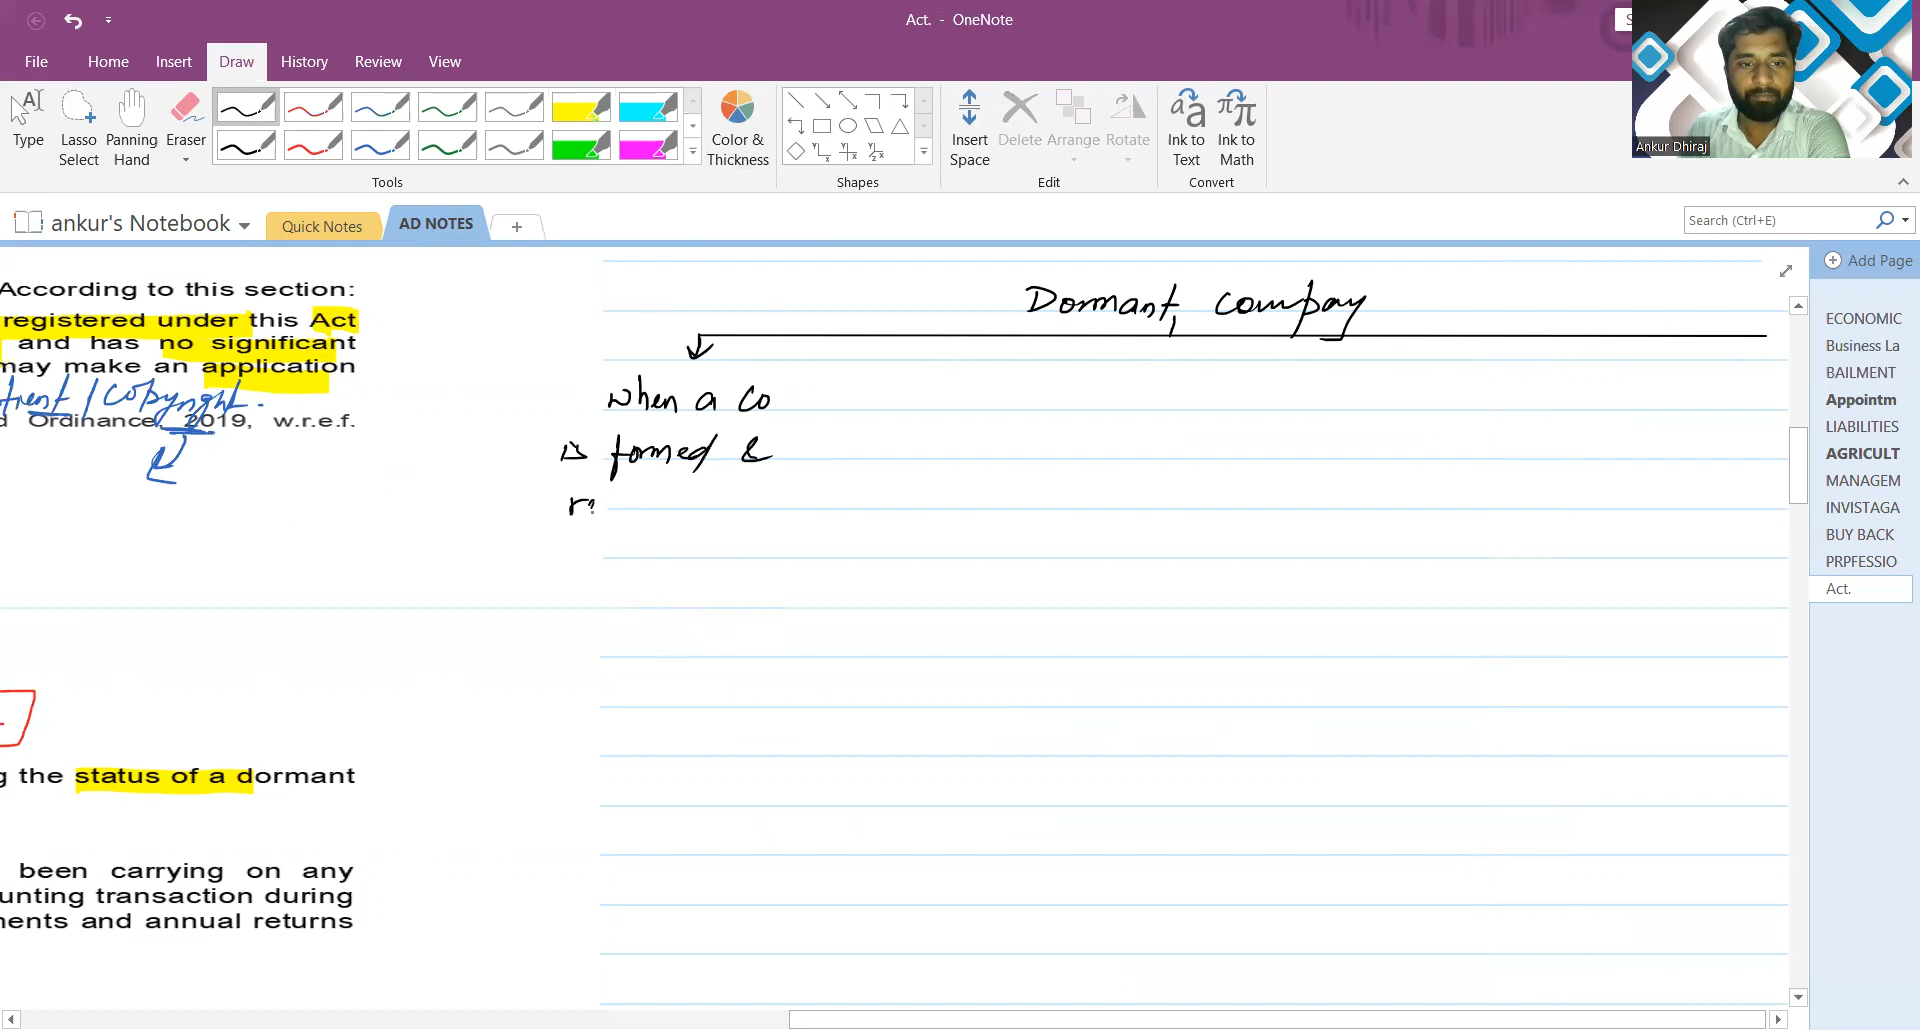 Act. - OneNote
File Home Insert Draw History Review View
Type Lasso Select Panning Hand Eraser Color & Thickness Insert Space Delete Arrange Rotate Ink to Text Ink to Math
Tools Shapes Edit Convert
Ankur Dhiraj
ankur's Notebook Quick Notes AD NOTES + Search (Ctrl+E)
Add Page
ECONOMIC
Business La
BAILMENT
Appointm
LIABILITIES
AGRICULT
MANAGEM
INVISTAGA
BUY BACK
PRPFESSIO
Act.
According to this section:
registered under this Act
and has no significant
may make an application
/ Copyright.
Ordinance, 2019, w.r.e.f.
g the status of a dormant
been carrying on any
unting transaction during
nents and annual returns
Dormant, company
when a Co
is formed &